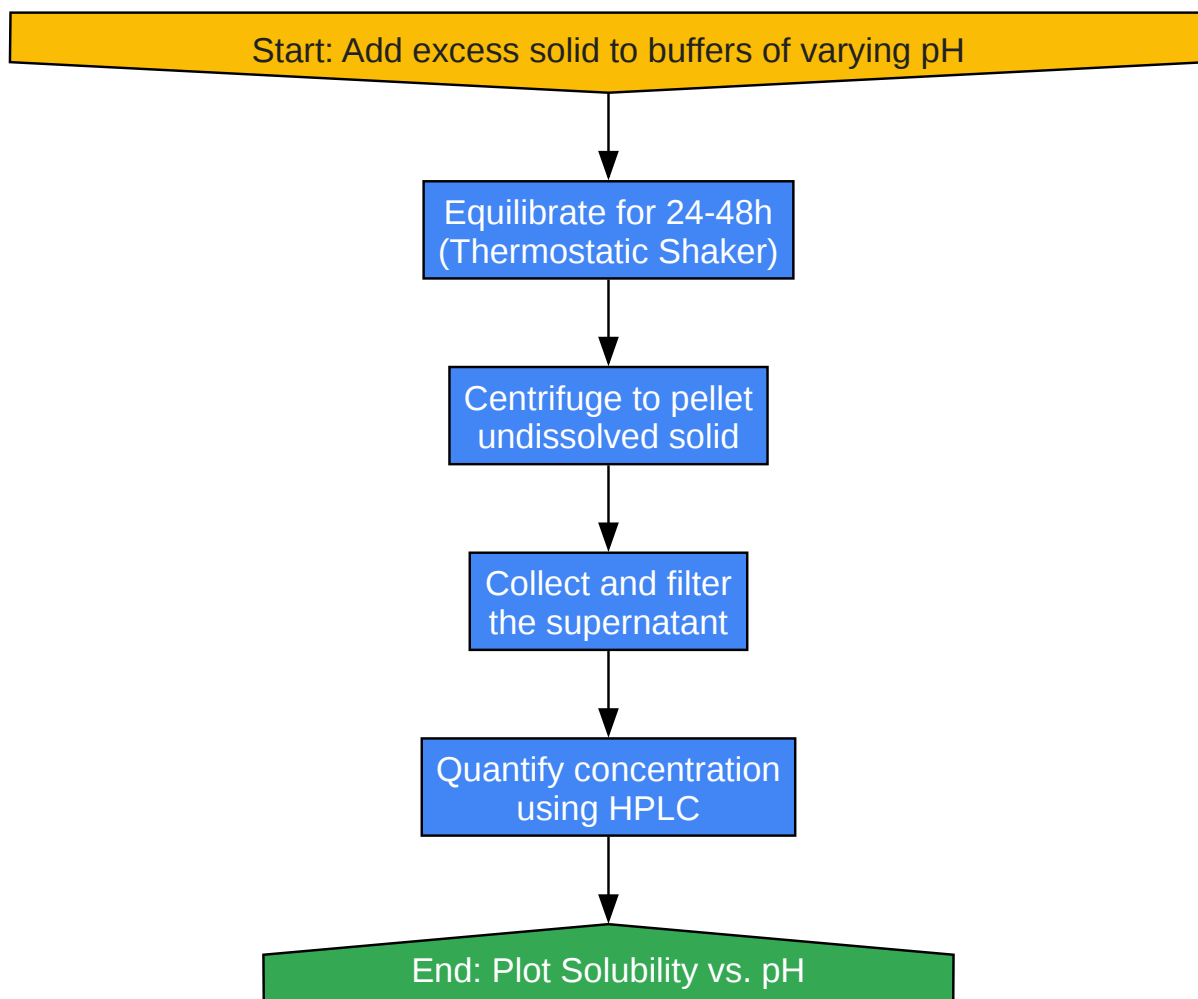 Start: Add excess solid to buffers of varying pH
Equilibrate for 24-48h
(Thermostatic Shaker)
Centrifuge to pellet
undissolved solid
Collect and filter
the supernatant
Quantify concentration
using HPLC
End: Plot Solubility vs. pH